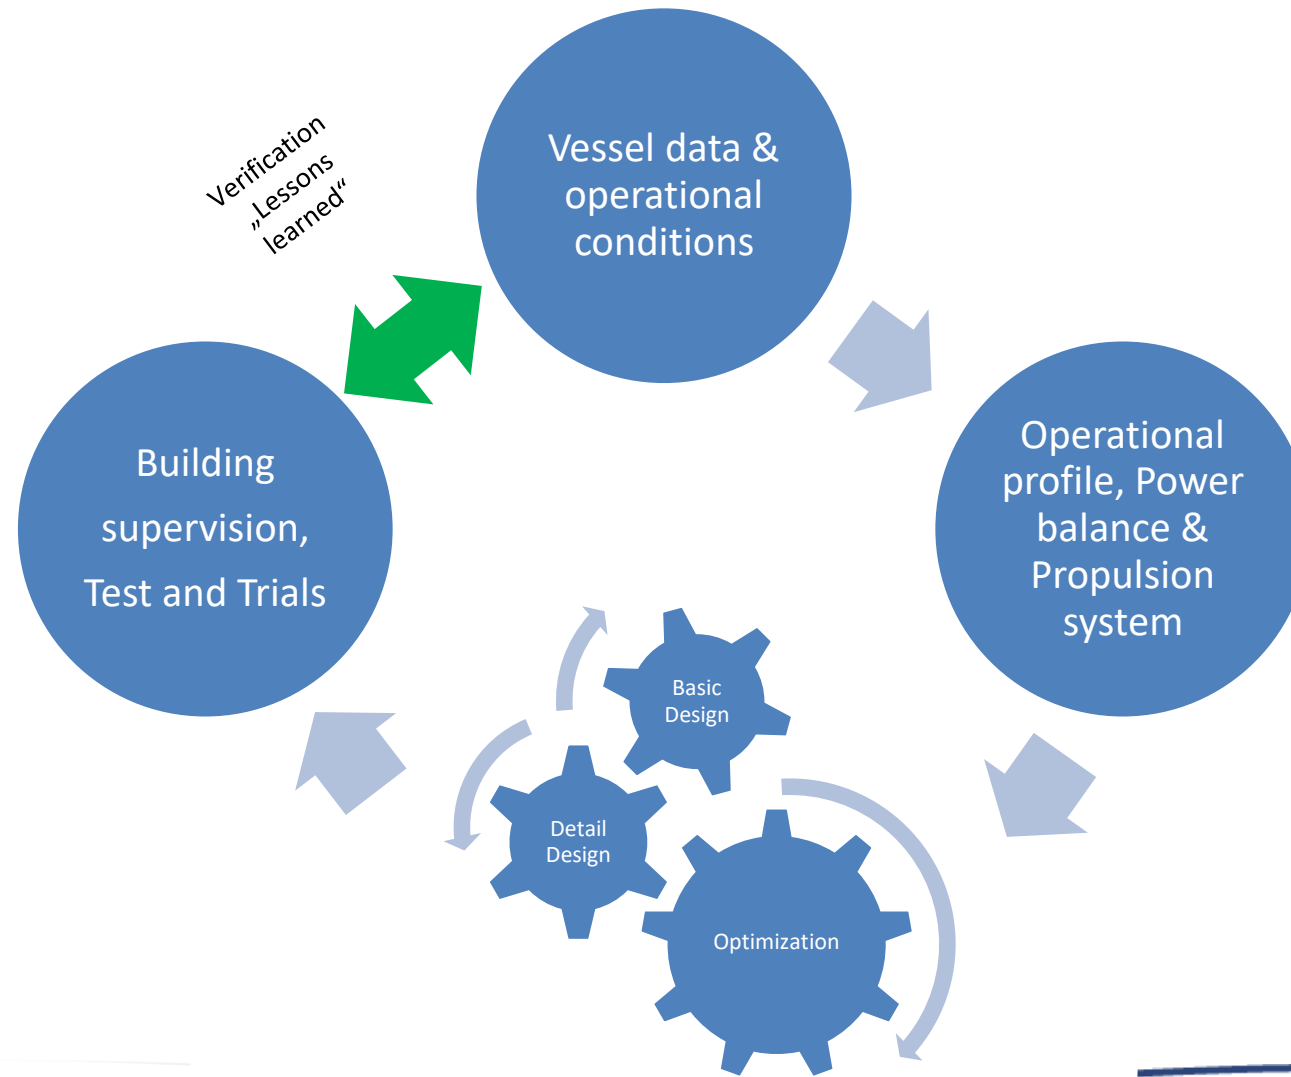 Verification
„Lessons
learned“
Vessel data &
operational
conditions
Operational
profile, Power
balance &
Propulsion
system
Building
supervision,
Test and Trials
Basic
Design
Detail
Design
Optimization